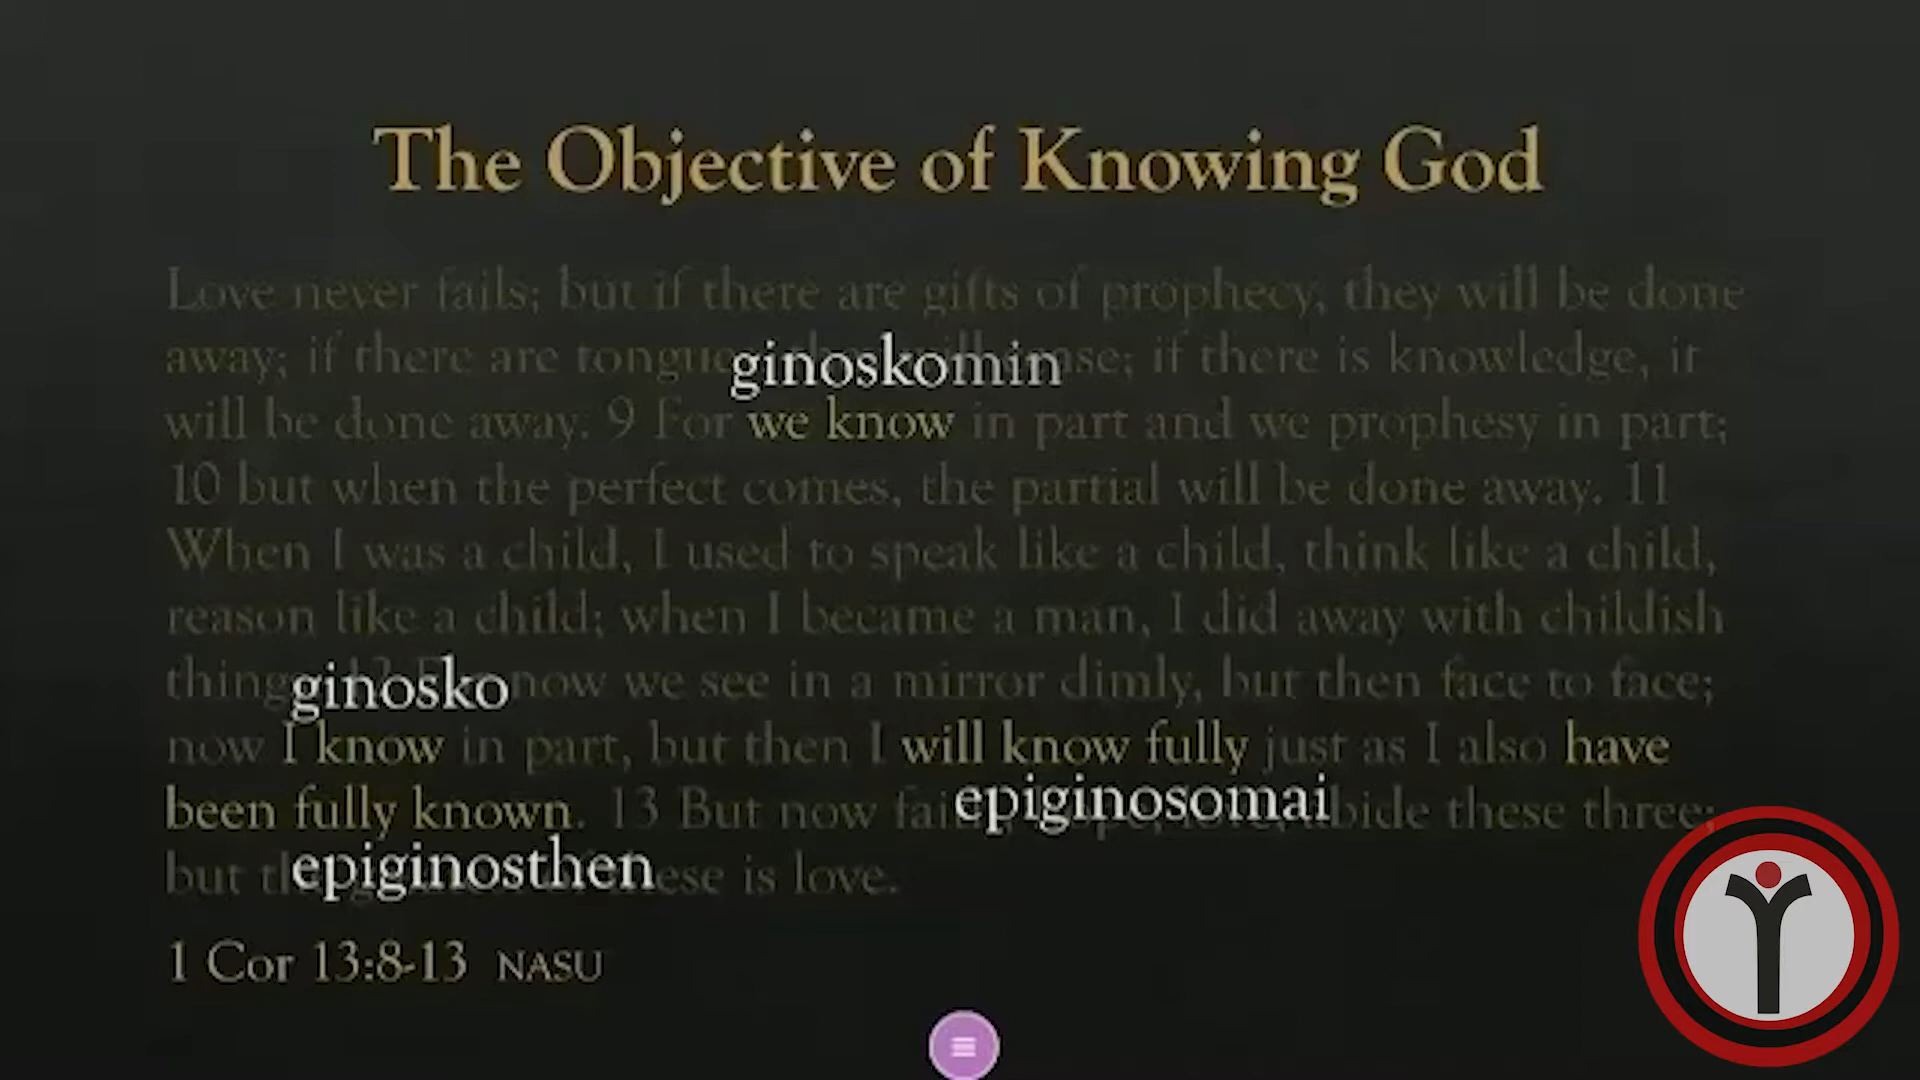 The Objective of Knowing God
Love never fails; but if there are gifts of prophecy, they will be done
ginoskomin
away; if there are if there is knowledge, it
will be done away. 9 For we know in part and we prophesy in part;
10 but when the perfect comes, the partial will be done away. 11
When I was a child, I used to speak like a child, think like a child,
reason like a child; when I became a man, I did away with childish
ginosko
now we see in a mirror dimly, but then face to face;
now I know in part, but then I will know fully just as I also have
epiginosomai
been fully known. 13 But now these three;
epiginosthen
but is love.
1 Cor 13:8-13 NASU